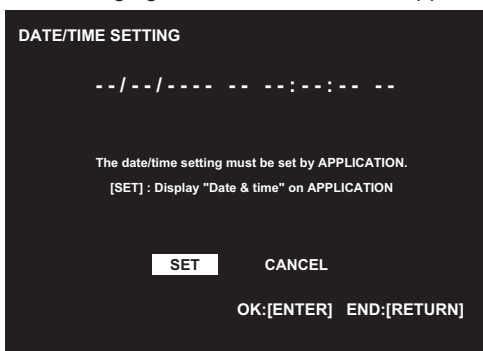 DATE/TIME SETTING
--/--/---- -- --:--:-- --
The date/time setting must be set by APPLICATION.
[SET] : Display "Date & time" on APPLICATION
SET CANCEL
OK:[ENTER] END:[RETURN]